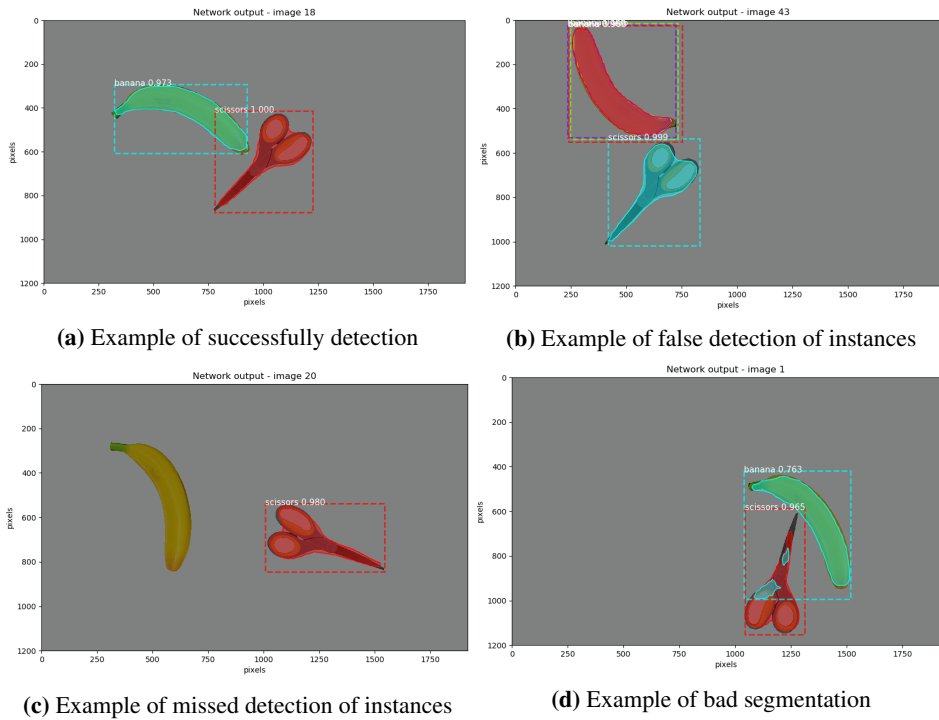 Network output - image 18
0
200
400
600
800
1000
1200
pixels
banana 0.973
scissors 1.000
0 250 500 750 1000 1250 1500 1750
pixels
(a) Example of successfully detection
Network output - image 43
0
200
400
600
800
1000
1200
pixels
banana
scissors 0.999
0 250 500 750 1000 1250 1500 1750
pixels
(b) Example of false detection of instances
Network output - image 20
0
200
400
600
800
1000
1200
pixels
scissors 0.980
0 250 500 750 1000 1250 1500 1750
pixels
(c) Example of missed detection of instances
Network output - image 1
0
200
400
600
800
1000
1200
pixels
banana 0.763
scissors 0.965
0 250 500 750 1000 1250 1500 1750
pixels
(d) Example of bad segmentation